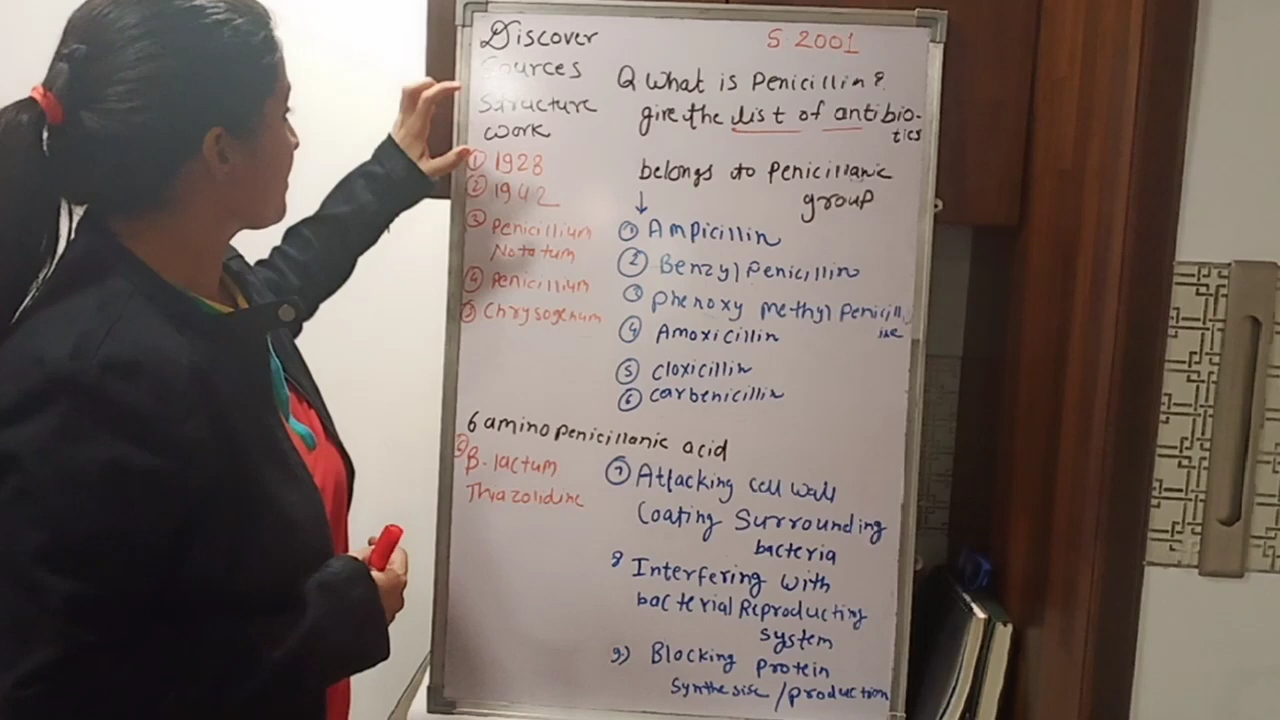 Discover
Sources
Structure
work
① 1928
② 1942
③ Penicillium
Notatum
④ Penicillium
⑤ Chrysogenum
S 2001
Q What is Penicillin?
give the list of antibio-
tics
belongs to Penicillanic
group
↓
① Ampicillin
② Benzyl penicillin
③ phenoxy methyl penicilli
ine
④ Amoxicillin
⑤ cloxicillin
⑥ carbenicillin
6 amino penicillanic acid
β-lactum
Thiazolidine
⑦ Attacking cell wall
Coating Surrounding
bacteria
8 Interfering with
bacterial Reproducting
system
9.) Blocking protein
synthesise / production